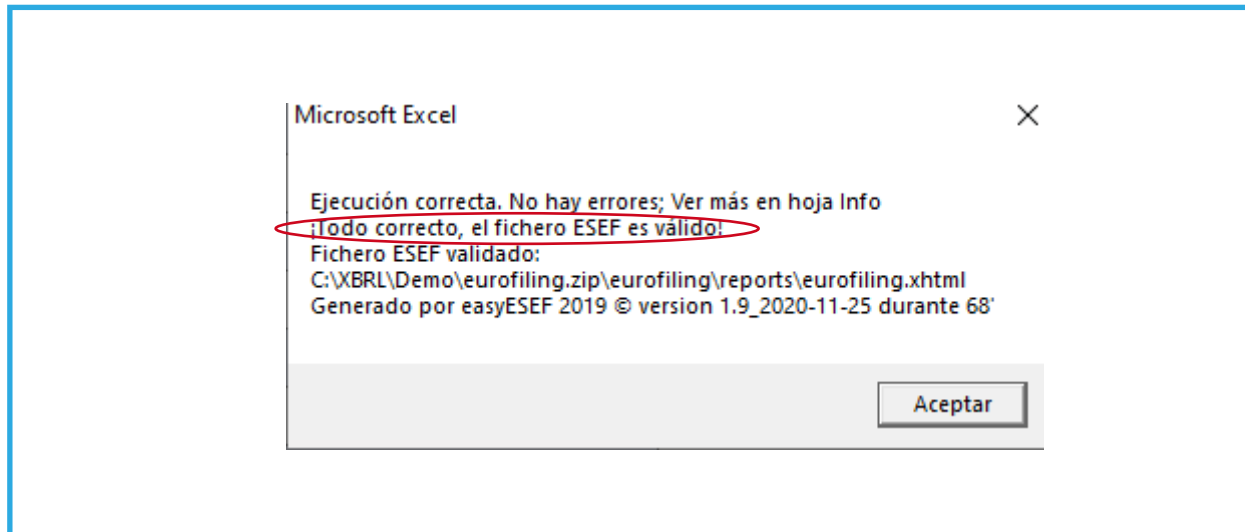 Microsoft Excel
Ejecución correcta. No hay errores; Ver más en hoja Info
¡Todo correcto, el fichero ESEF es válido!
Fichero ESEF validado:
C:\XBRL\Demo\eurofiling.zip\eurofiling\reports\eurofiling.xhtml
Generado por easyESEF 2019 © version 1.9_2020-11-25 durante 68'
Aceptar